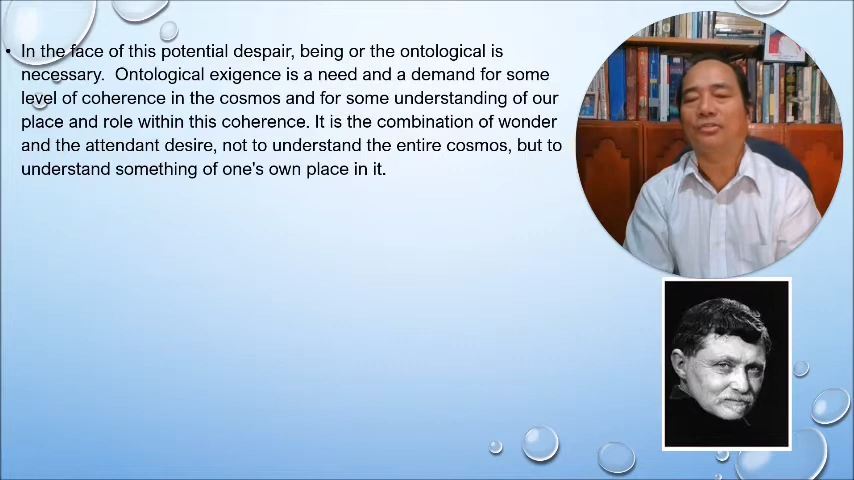 • In the face of this potential despair, being or the ontological is
necessary.  Ontological exigence is a need and a demand for some
level of coherence in the cosmos and for some understanding of our
place and role within this coherence. It is the combination of wonder
and the attendant desire, not to understand the entire cosmos, but to
understand something of one's own place in it.